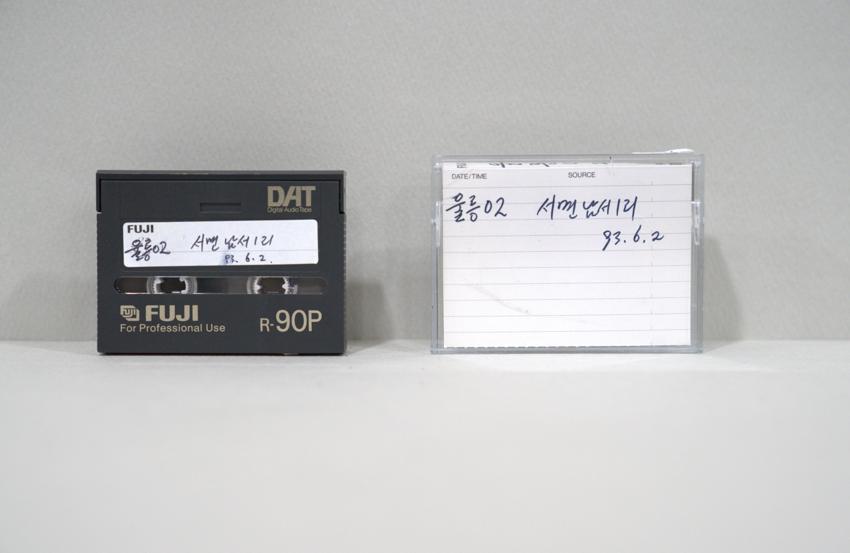 DAT
Digital Audio Tape
FUJI
울릉02 서면 남서1리
93. 6. 2.
FUJI
FUJI
For Professional Use
R-90P
DATE/TIME SOURCE
울릉02 서면 남서1리
93. 6. 2